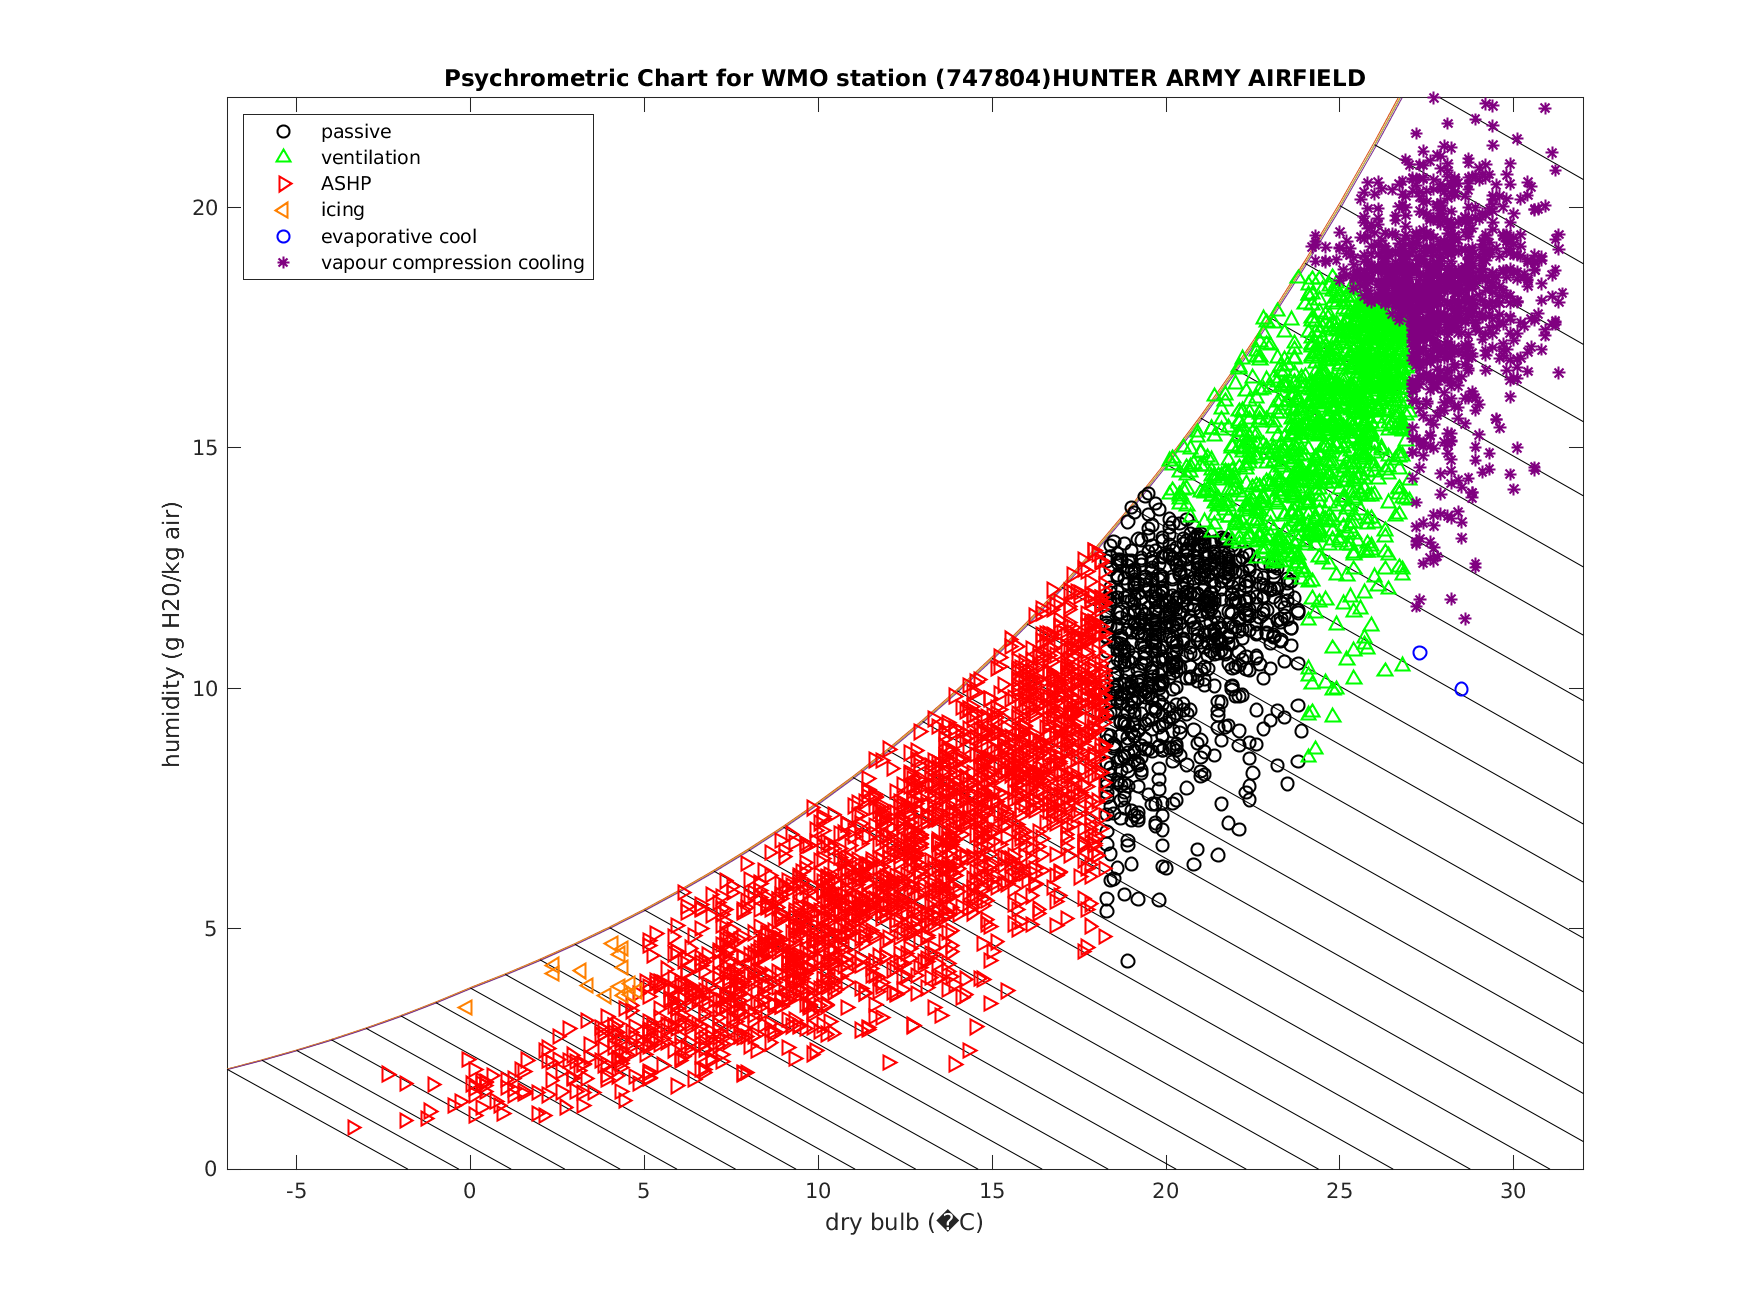 Psychrometric Chart for WMO station (747804)HUNTER ARMY AIRFIELD
passive
ventilation
ASHP
icing
evaporative cool
vapour compression cooling
humidity (g H20/kg air)
20
15
10
5
0
-5 0 5 10 15 20 25 30
dry bulb (�C)